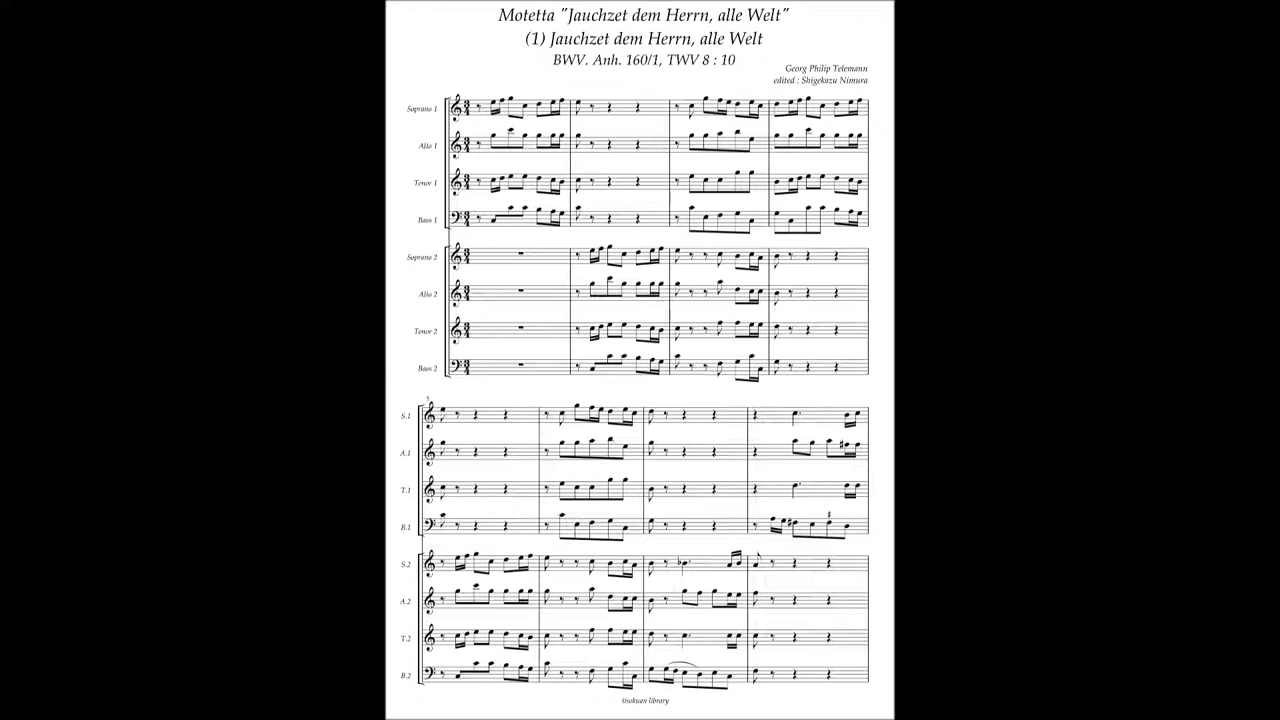 Motetta "Jauchzet dem Herrn, alle Welt"
(1) Jauchzet dem Herrn, alle Welt
BWV. Anh. 160/1, TWV 8 : 10
Georg Philip Telemann
edited : Shigekazu Nimura
Soprano 1
Alto 1
Tenor 1
Bass 1
Soprano 2
Alto 2
Tenor 2
Bass 2
5
S.1
A.1
T.1
B.1
S.2
A.2
T.2
B.2
tisokuan library